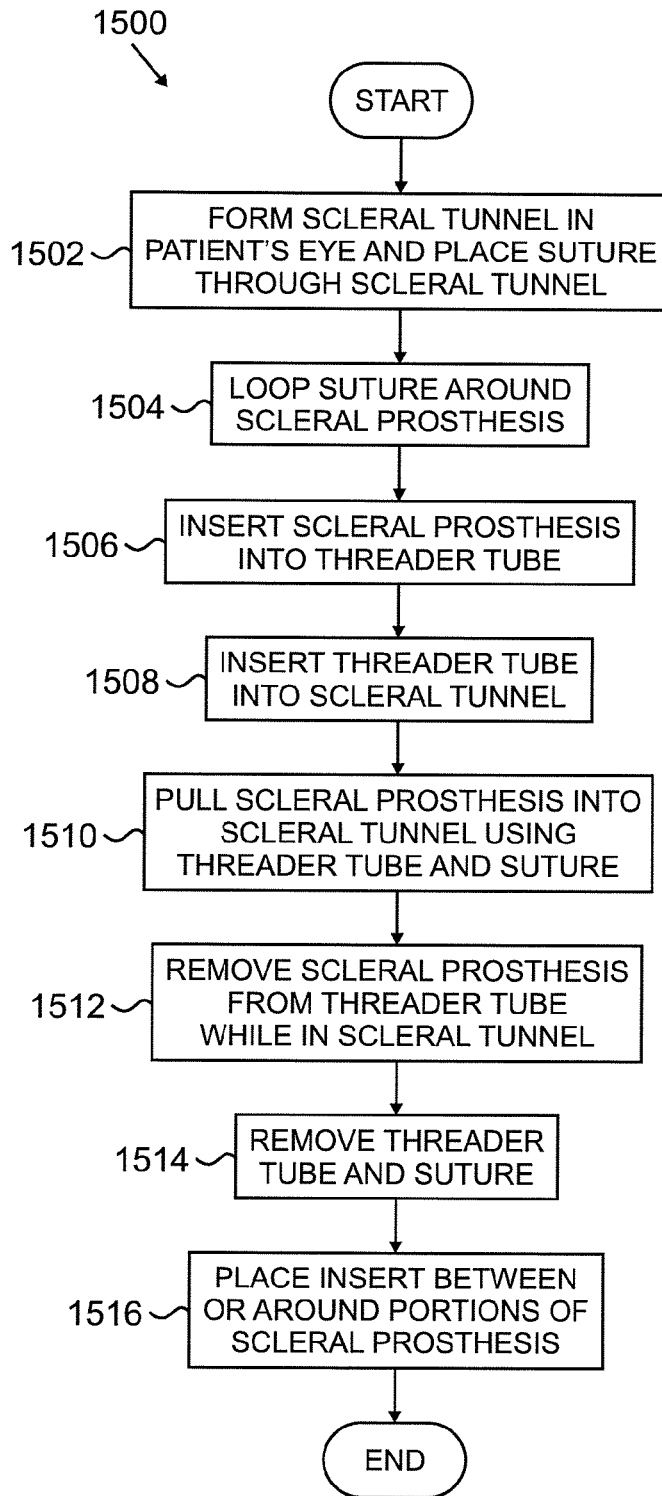 1500
START
1502
FORM SCLERAL TUNNEL IN
PATIENT'S EYE AND PLACE SUTURE
THROUGH SCLERAL TUNNEL
1504
LOOP SUTURE AROUND
SCLERAL PROSTHESIS
1506
INSERT SCLERAL PROSTHESIS
INTO THREADER TUBE
1508
INSERT THREADER TUBE
INTO SCLERAL TUNNEL
1510
PULL SCLERAL PROSTHESIS INTO
SCLERAL TUNNEL USING
THREADER TUBE AND SUTURE
1512
REMOVE SCLERAL PROSTHESIS
FROM THREADER TUBE
WHILE IN SCLERAL TUNNEL
1514
REMOVE THREADER
TUBE AND SUTURE
1516
PLACE INSERT BETWEEN
OR AROUND PORTIONS OF
SCLERAL PROSTHESIS
END